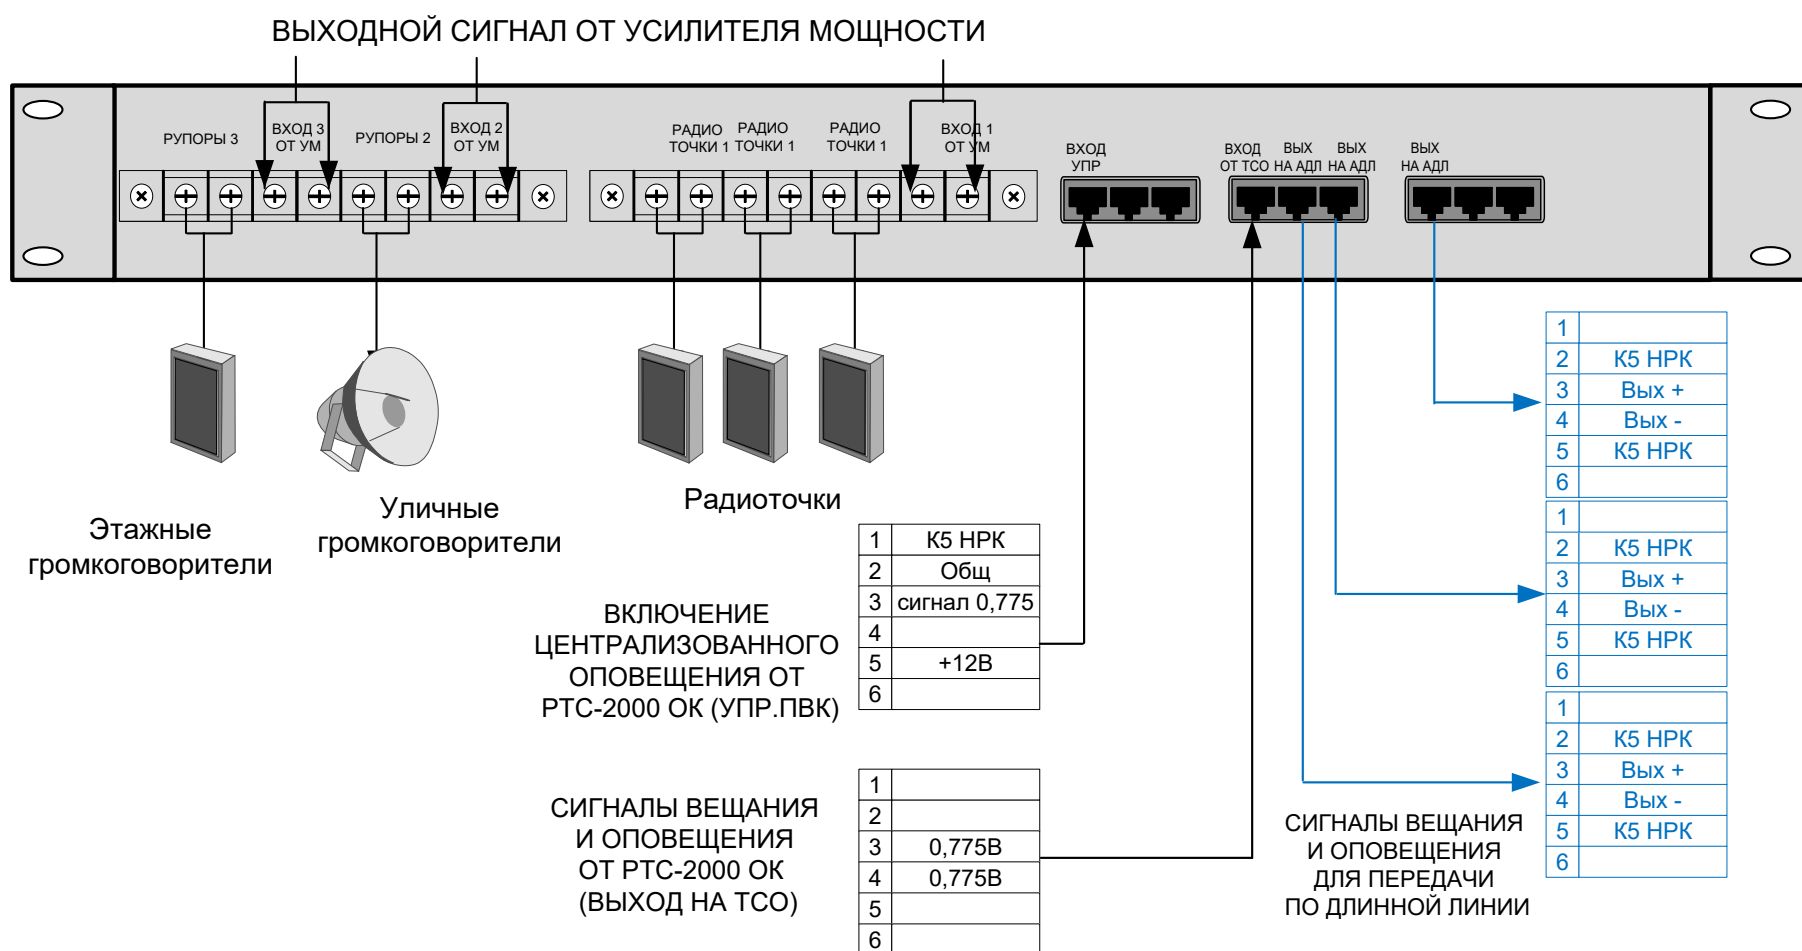 ВЫХОДНОЙ СИГНАЛ ОТ УСИЛИТЕЛЯ МОЩНОСТИ
РУПОРЫ 3
ВХОД 3
ОТ УМ
РУПОРЫ 2
ВХОД 2
ОТ УМ
РАДИО
ТОЧКИ 1
РАДИО
ТОЧКИ 1
РАДИО
ТОЧКИ 1
ВХОД 1
ОТ УМ
ВХОД
УПР
ВХОД
ОТ ТСО
ВЫХ
НА АДЛ
ВЫХ
НА АДЛ
ВЫХ
НА АДЛ
Этажные
громкоговорители
Уличные
громкоговорители
Радиоточки
ВКЛЮЧЕНИЕ
ЦЕНТРАЛИЗОВАННОГО
ОПОВЕЩЕНИЯ ОТ
РТС-2000 ОК (УПР.ПВК)
1 К5 НРК
2 Общ
3 сигнал 0,775
4
5 +12В
6
СИГНАЛЫ ВЕЩАНИЯ
И ОПОВЕЩЕНИЯ
ОТ РТС-2000 ОК
(ВЫХОД НА ТСО)
1
2
3 0,775В
4 0,775В
5
6
1
2 К5 НРК
3 Вых +
4 Вых -
5 К5 НРК
6
1
2 К5 НРК
3 Вых +
4 Вых -
5 К5 НРК
6
1
2 К5 НРК
3 Вых +
4 Вых -
5 К5 НРК
6
СИГНАЛЫ ВЕЩАНИЯ
И ОПОВЕЩЕНИЯ
ДЛЯ ПЕРЕДАЧИ
ПО ДЛИННОЙ ЛИНИИ